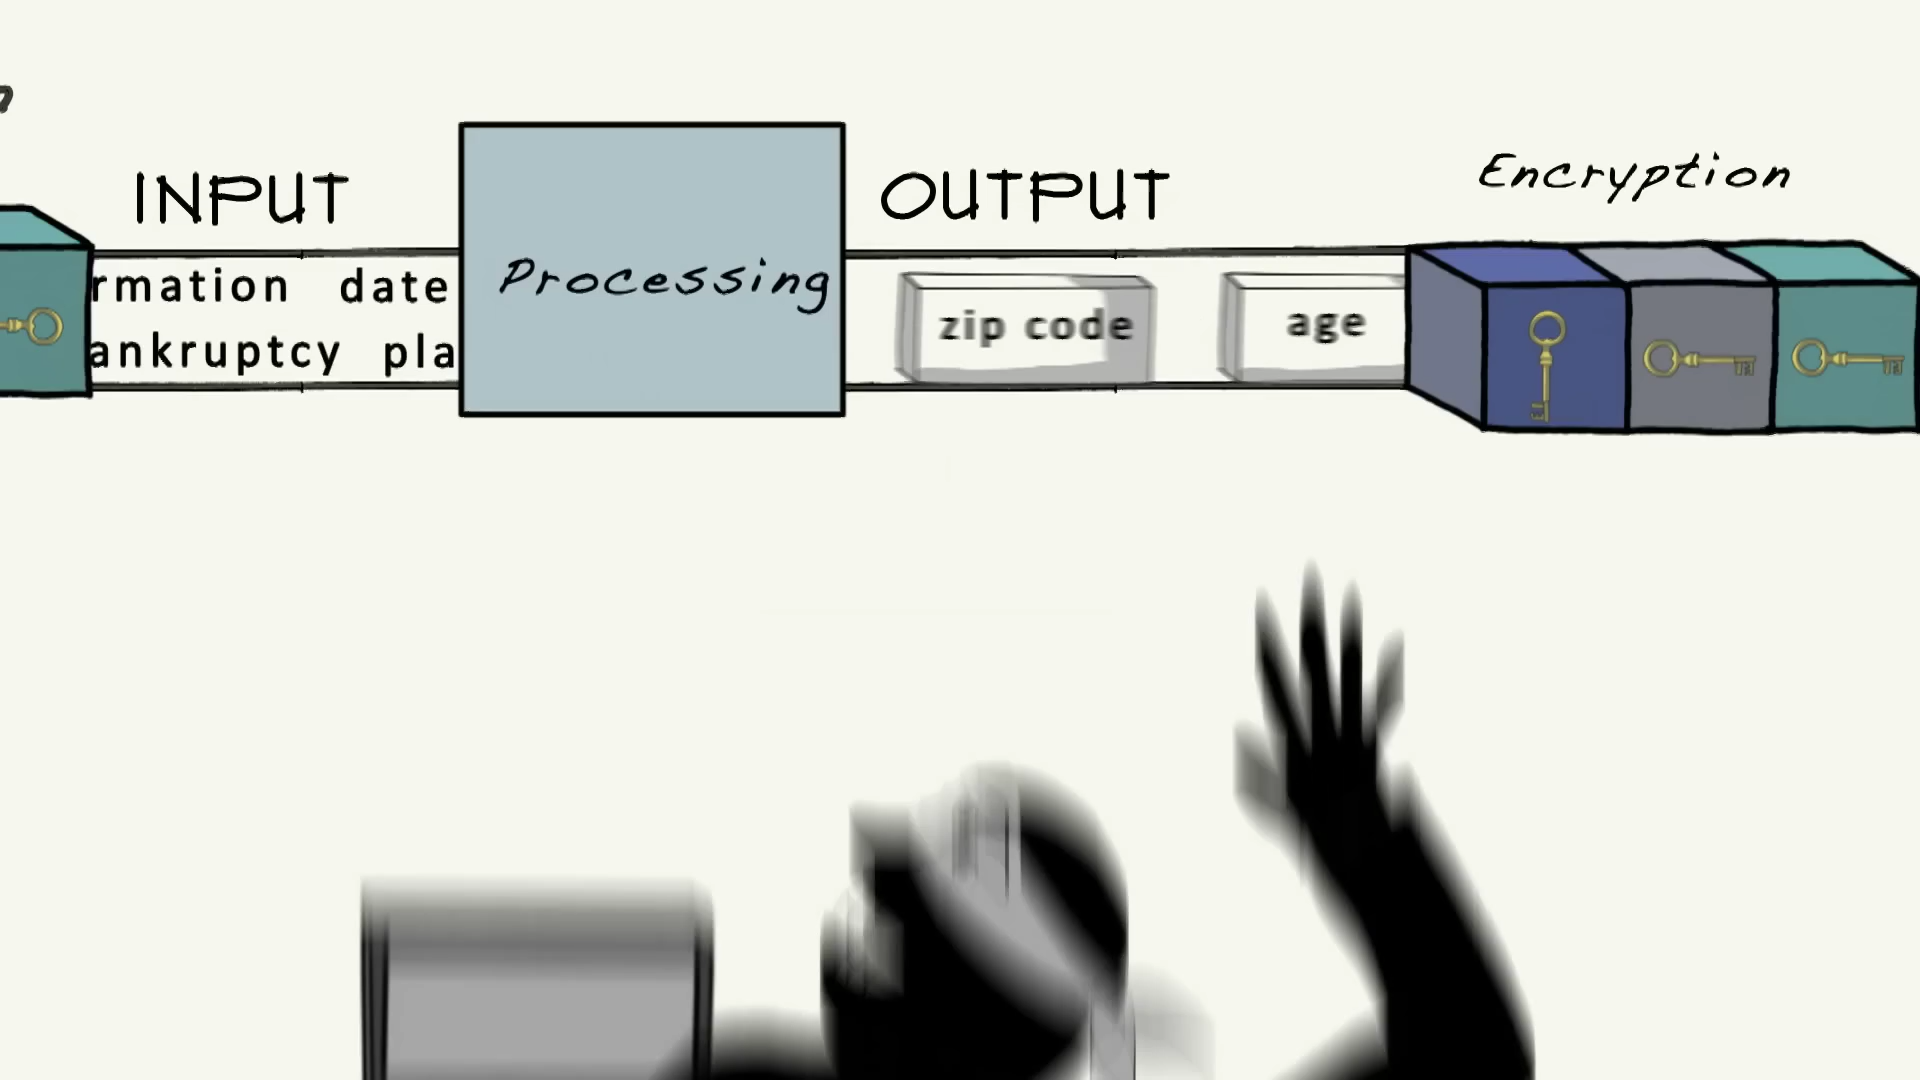 INPUT
OUTPUT
Encryption
rmation date
ankruptcy pla
Processing
zip code
age